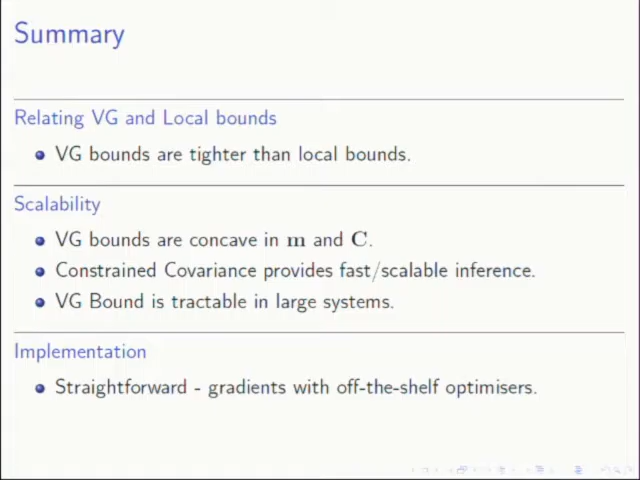 Summary
Relating VG and Local bounds
VG bounds are tighter than local bounds.
Scalability
VG bounds are concave in m and C.
Constrained Covariance provides fast/scalable inference.
VG Bound is tractable in large systems.
Implementation
Straightforward - gradients with off-the-shelf optimisers.